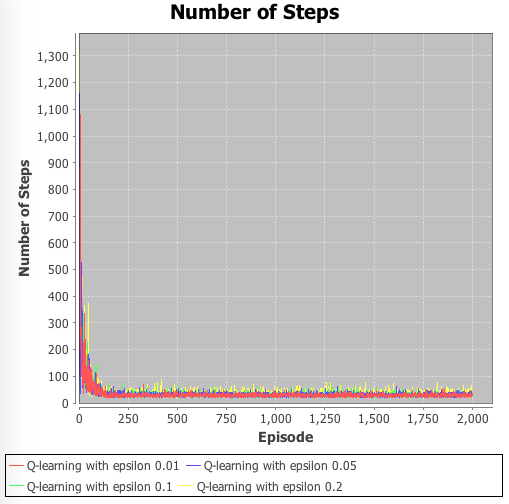 Number of Steps
1,300
1,200
1,100
1,000
900
800
700
600
500
400
300
200
100
0
Number of Steps
0 250 500 750 1,000 1,250 1,500 1,750 2,000
Episode
Q-learning with epsilon 0.01 Q-learning with epsilon 0.05
Q-learning with epsilon 0.1 Q-learning with epsilon 0.2